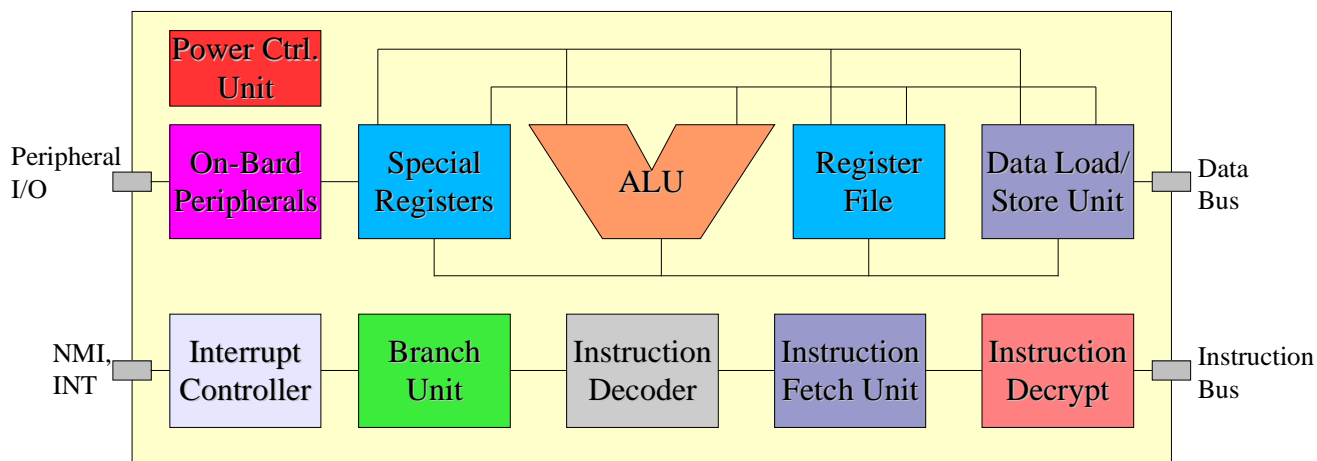 Power Ctrl.
Unit
Peripheral
I/O
On-Bard
Peripherals
Special
Registers
ALU
Register
File
Data Load/
Store Unit
Data
Bus
NMI,
INT
Interrupt
Controller
Branch
Unit
Instruction
Decoder
Instruction
Fetch Unit
Instruction
Decrypt
Instruction
Bus